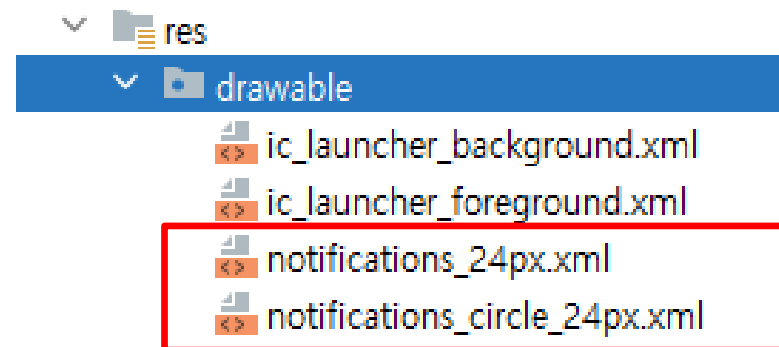 res
drawable
ic_launcher_background.xml
ic_launcher_foreground.xml
notifications_24px.xml
notifications_circle_24px.xml